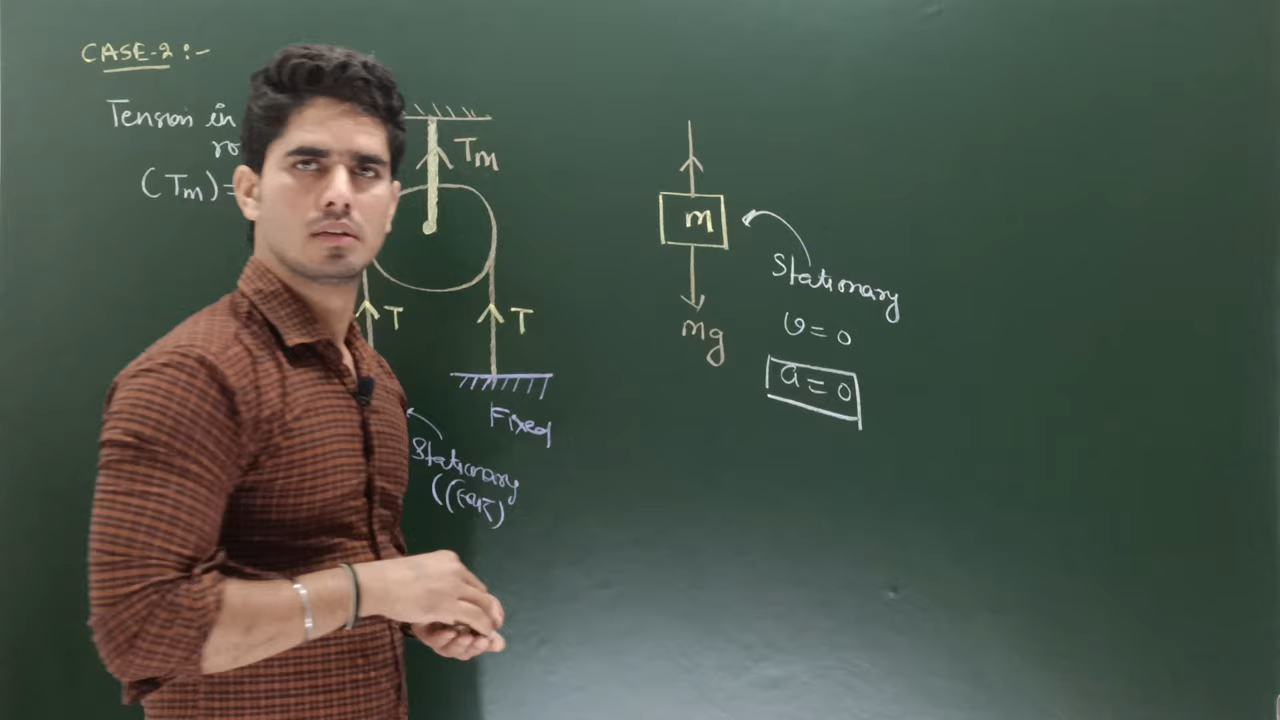 CASE-2 :-
Tension in
(Tm) =
Tm
T
T
Fixed
Stationary
(स्थिर)
m
mg
Stationary
v = 0
a = 0